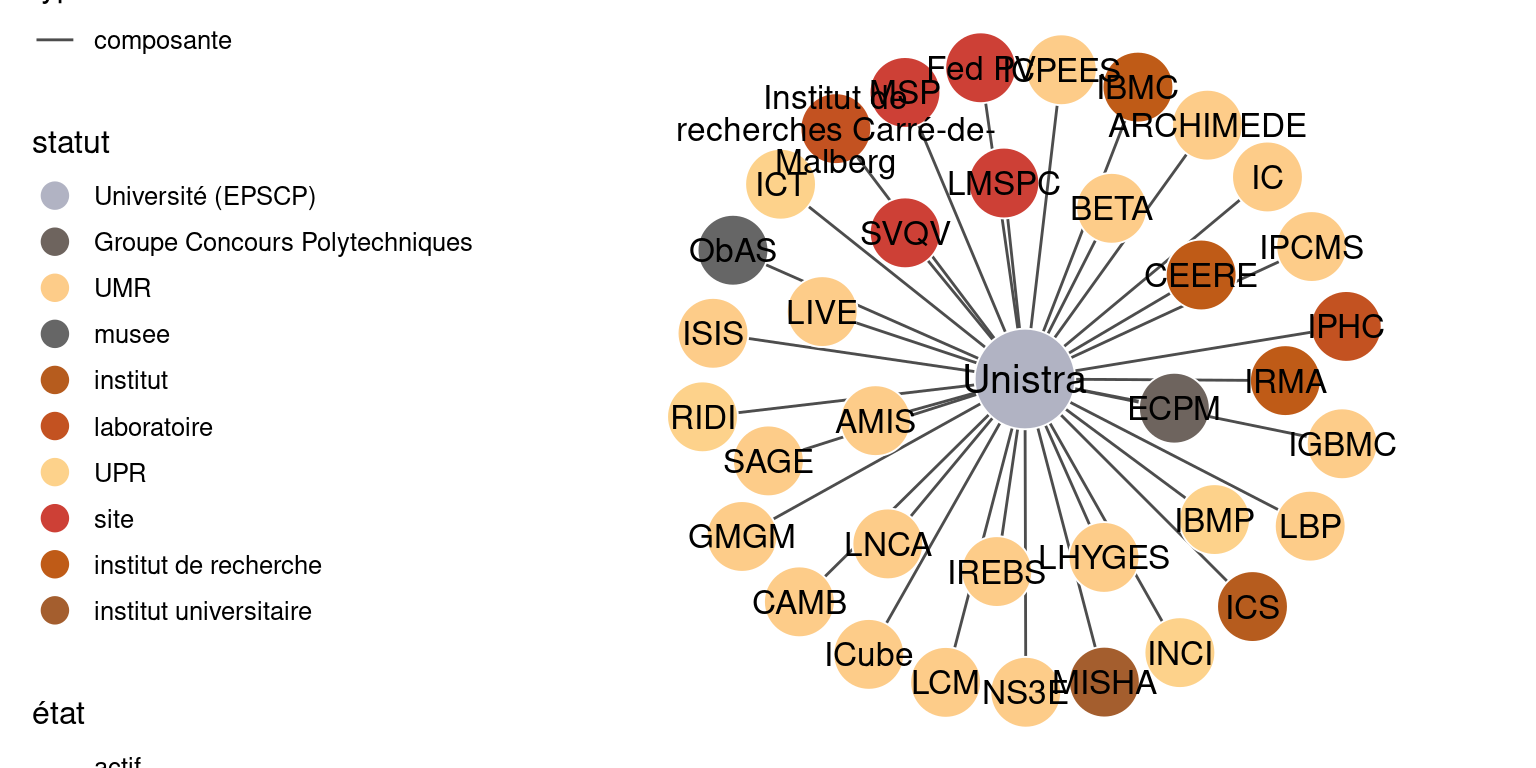 composante
statut
Université (EPSCP)
Groupe Concours Polytechniques
UMR
musee
institut
laboratoire
UPR
site
institut de recherche
institut universitaire
état
actif
Fed PV
ICPEES
MSP
IBMC
Institut de
recherches Carré-de-
Malberg
ARCHIMEDE
ICT
LMSPC
IC
BETA
SVQV
ObAS
IPCMS
CEERE
LIVE
ISIS
IPHC
Unistra
IRMA
RIDI
AMIS
ECPM
SAGE
IGBMC
GMGM
LNCA
IBMP
LBP
IREBS
LHYGES
CAMB
ICS
ICube
INCI
LCM
NS3E
MISHA